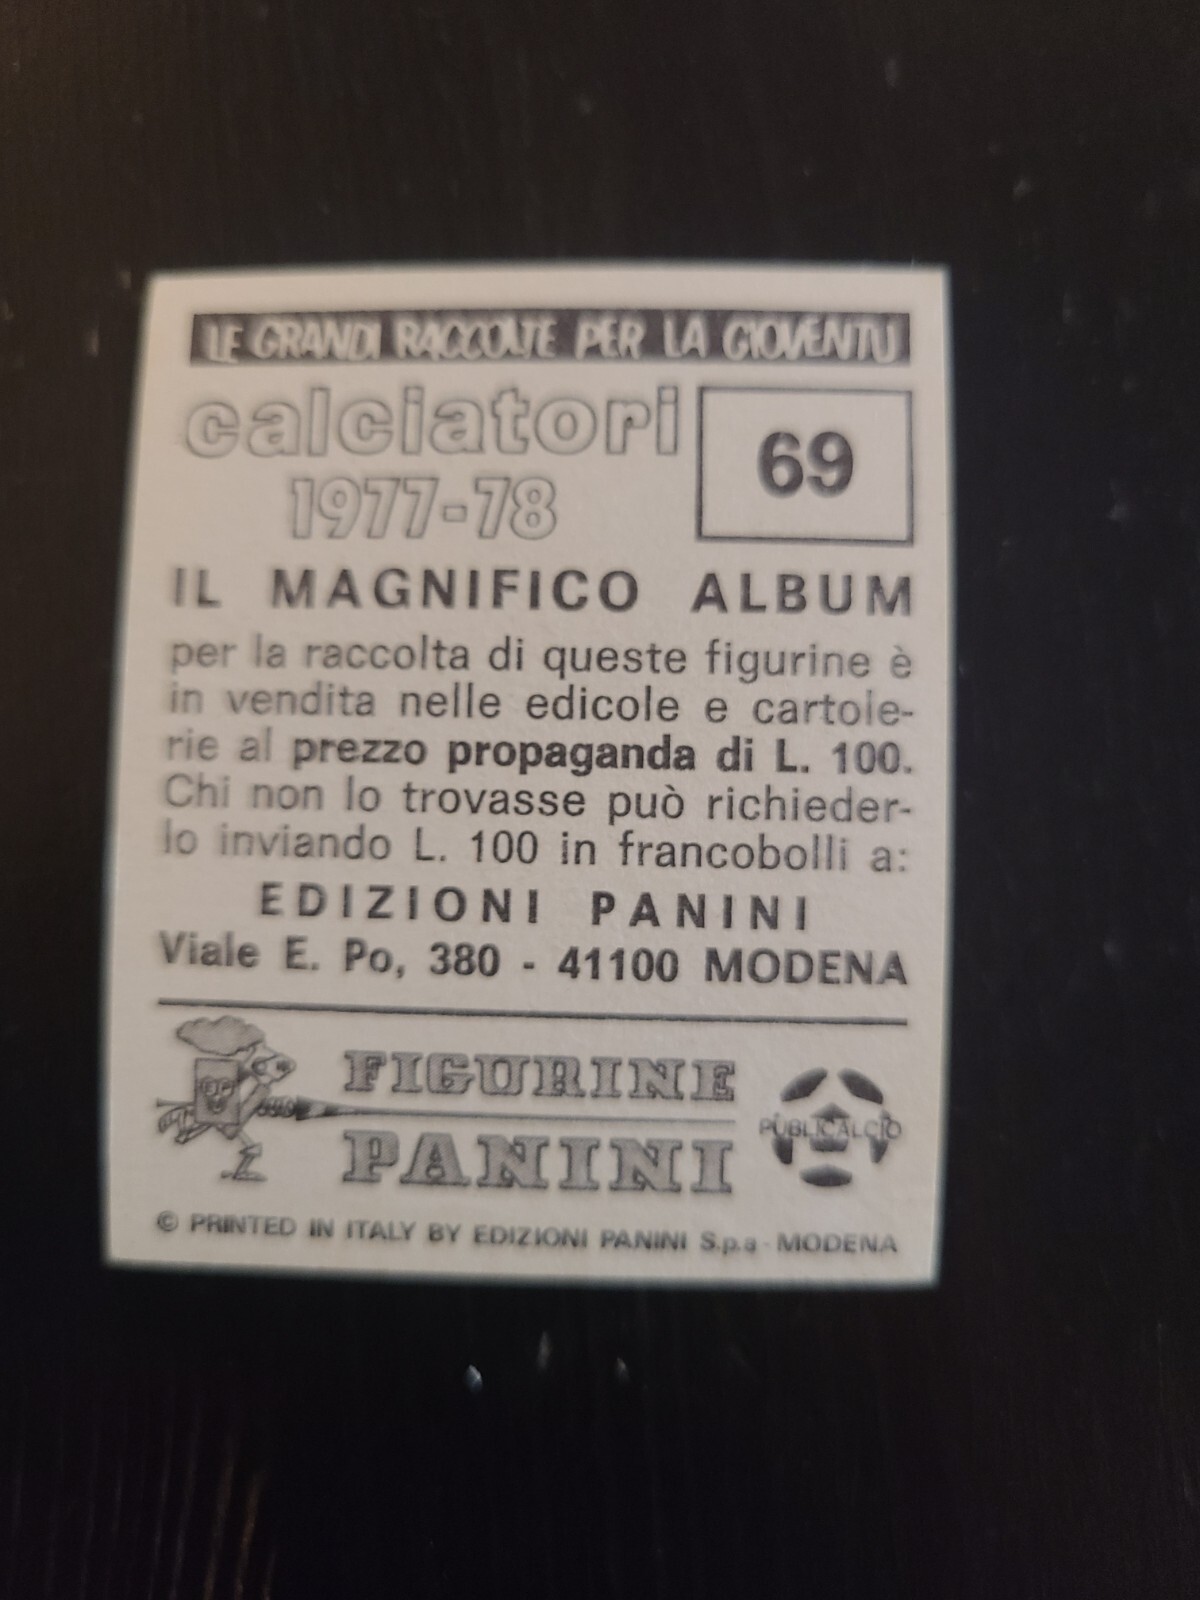 LE GRANDI RACCOLTE PER LA GIOVENTU
calciatori
1977-78
69
IL MAGNIFICO ALBUM
per la raccolta di queste figurine è
in vendita nelle edicole e cartole-
rie al prezzo propaganda di L. 100.
Chi non lo trovasse può richieder-
lo inviando L. 100 in francobolli a:
EDIZIONI PANINI
Viale E. Po, 380 - 41100 MODENA
FIGURINE
PANINI
PUBLICALCIO
© PRINTED IN ITALY BY EDIZIONI PANINI S.p.a - MODENA